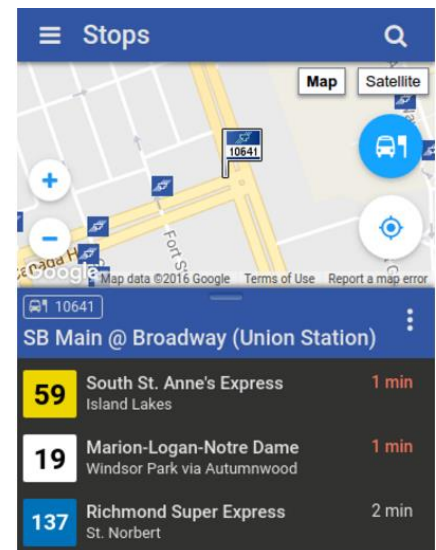 Stops
Map Satellite
10641
+
−
Fort S
anada H
Google
Map data ©2016 Google Terms of Use Report a map error
10641
SB Main @ Broadway (Union Station)
59 South St. Anne's Express 1 min
Island Lakes
19 Marion-Logan-Notre Dame 1 min
Windsor Park via Autumnwood
137 Richmond Super Express 2 min
St. Norbert